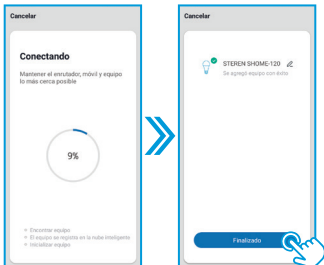 Cancelar
Conectando
Mantener el enrutador, móvil y equipo
lo más cerca posible
9%
Encontrar equipo
El equipo se registra en la nube inteligente
Inicializar equipo
Cancelar
STEREN SHOME-120
Se agregó equipo con éxito
Finalizado